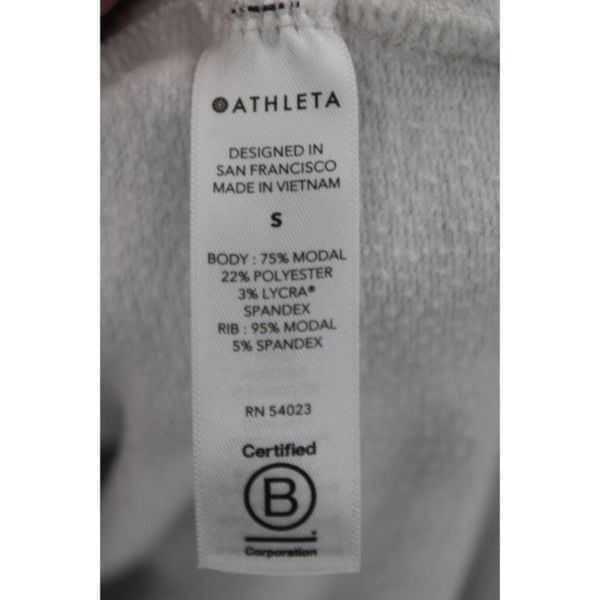 ATHLETA
DESIGNED IN
SAN FRANCISCO
MADE IN VIETNAM
S
BODY : 75% MODAL
22% POLYESTER
3% LYCRA®
SPANDEX
RIB : 95% MODAL
5% SPANDEX
RN 54023
Certified
B
Corporation